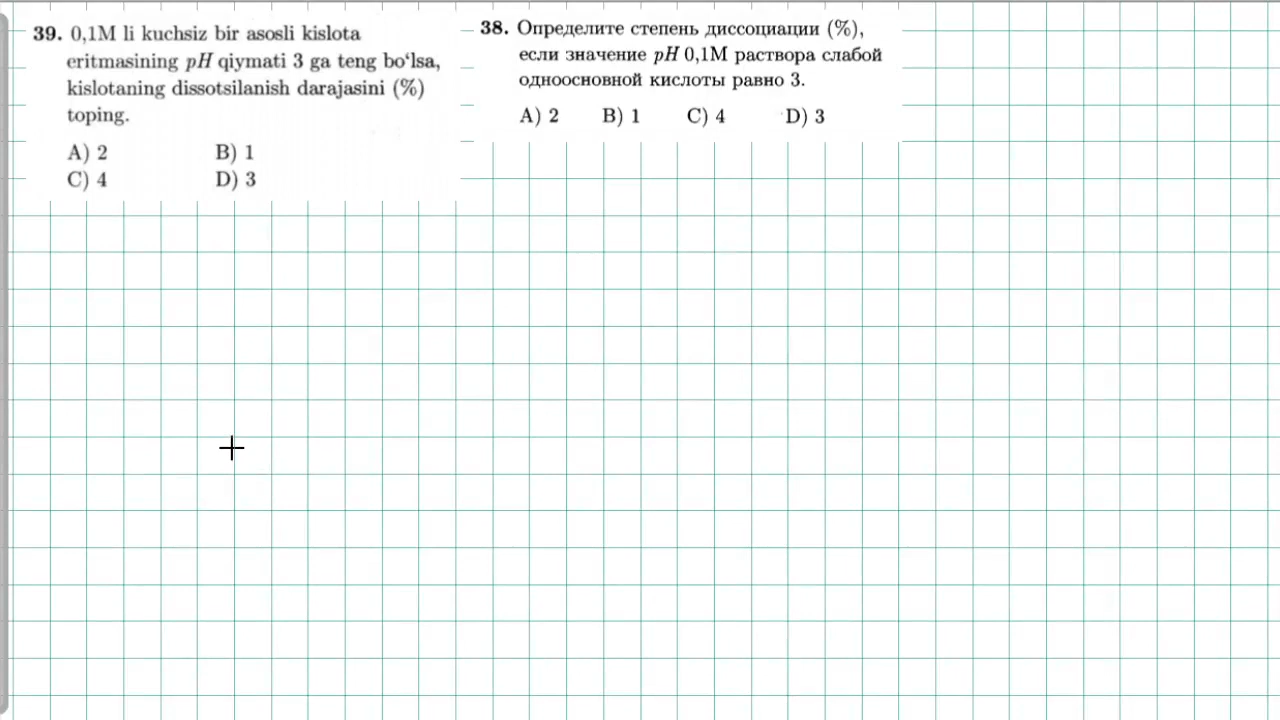 39. 0,1M li kuchsiz bir asosli kislota
eritmasining pH qiymati 3 ga teng bo‘lsa,
kislotaning dissotsilanish darajasini (%)
toping.
A) 2 B) 1
C) 4 D) 3
38. Определите степень диссоциации (%),
если значение pH 0,1М раствора слабой
одноосновной кислоты равно 3.
A) 2 B) 1 C) 4 D) 3